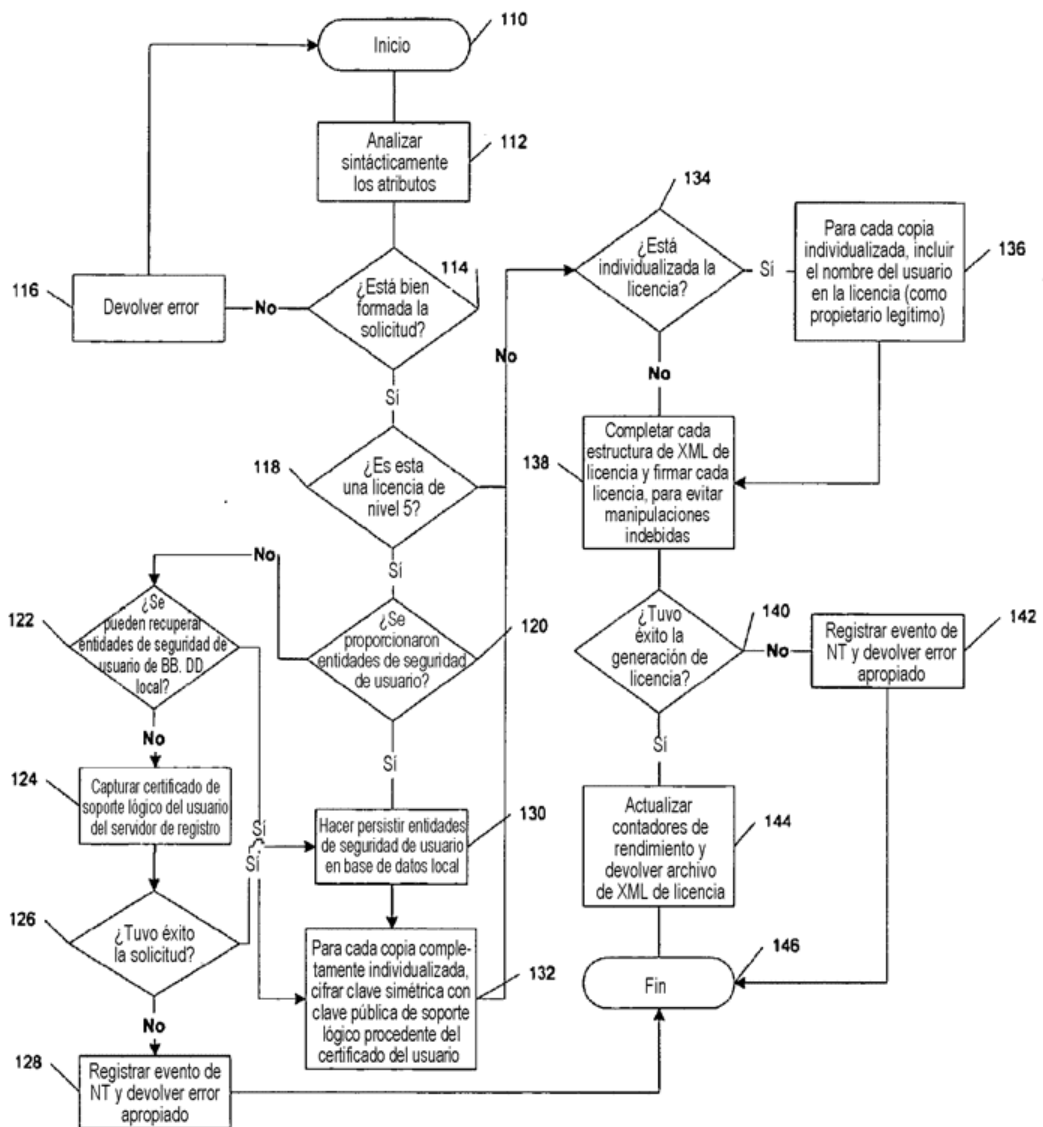 Inicio
110
Analizar
sintácticamente
los atributos
112
¿Está bien
formada la
solicitud?
114
No
Devolver error
116
Sí
¿Es esta
una licencia de
nivel 5?
118
No
Sí
¿Se
proporcionaron
entidades de seguridad
de usuario?
120
No
¿Se
pueden recuperar
entidades de seguridad de
usuario de BB. DD.
local?
122
No
Sí
Capturar certificado de
soporte lógico del usuario
del servidor de registro
124
¿Tuvo éxito
la solicitud?
126
Sí
No
Registrar evento de
NT y devolver error
apropiado
128
Sí
Hacer persistir entidades
de seguridad de usuario
en base de datos local
130
Para cada copia comple-
tamente individualizada,
cifrar clave simétrica con
clave pública de soporte
lógico procedente del
certificado del usuario
132
134
¿Está
individualizada la
licencia?
Sí
Para cada copia
individualizada, incluir
el nombre del usuario
en la licencia (como
propietario legítimo)
136
No
Completar cada
estructura de XML de
licencia y firmar cada
licencia, para evitar
manipulaciones
indebidas
138
¿Tuvo
éxito la
generación de
licencia?
140
No
Registrar evento de
NT y devolver error
apropiado
142
Sí
Actualizar
contadores de
rendimiento y
devolver archivo
de XML de licencia
144
Fin
146